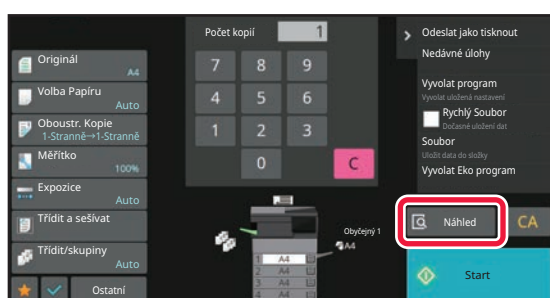 Originál
A4
Volba Papíru
Auto
Oboustr. Kopie
1-Stranně→1-Stranně
Měřítko
100%
Expozice
Auto
Třídit a sešívat
Třídit/skupiny
Auto
Ostatní
Počet kopií
1
7 8 9
4 5 6
1 2 3
0 C
Obyčejný 1
A4
1 A4
2 A4
3 A4
4 A4
Odeslat jako tisknout
Nedávné úlohy
Vyvolat program
Vyvolat uložená nastavení
Rychlý Soubor
Dočasné uložení dat
Soubor
Uložit data do složky
Vyvolat Eko program
Náhled
CA
Start